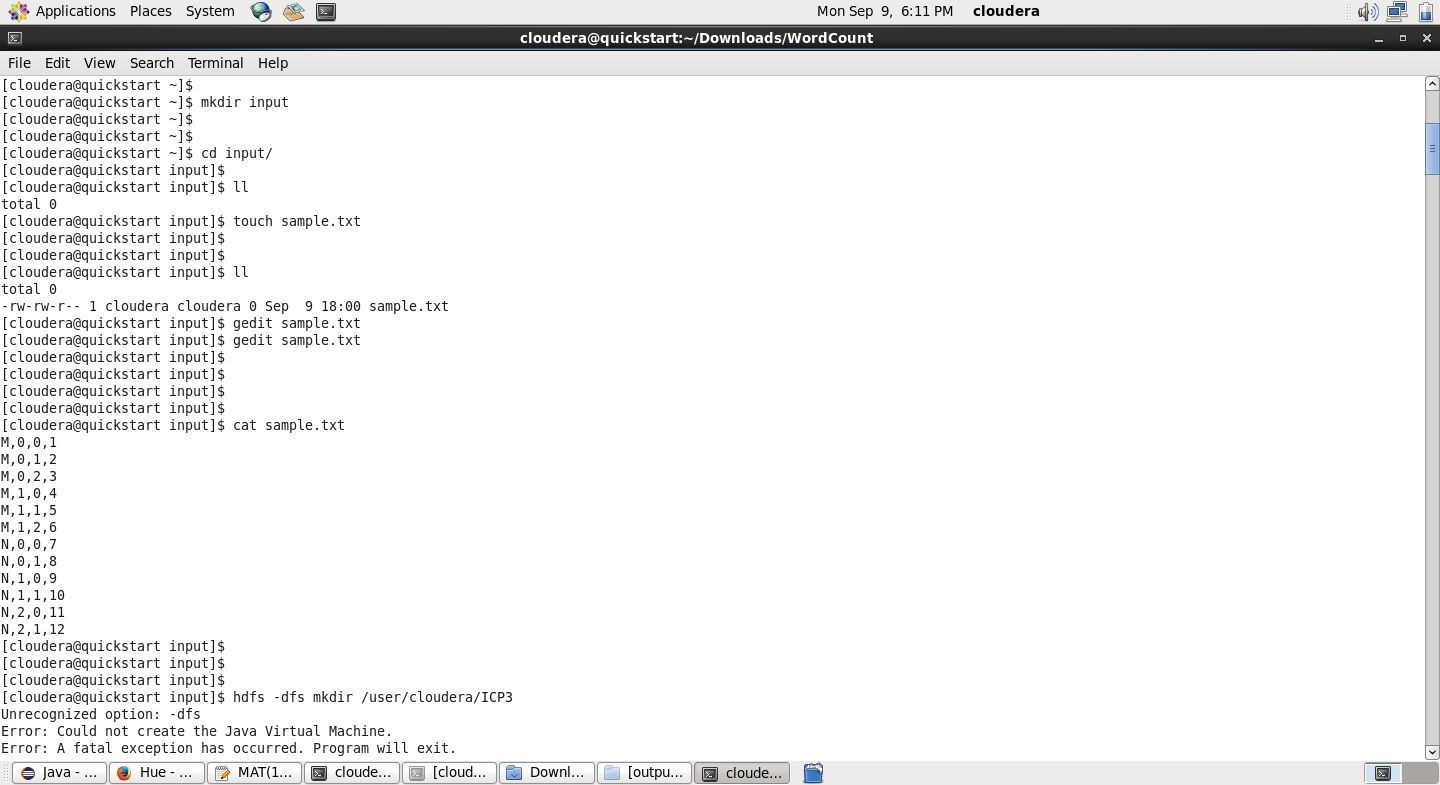 Applications Places System Mon Sep 9, 6:11 PM cloudera
cloudera@quickstart:~/Downloads/WordCount
File Edit View Search Terminal Help
[cloudera@quickstart ~]$
[cloudera@quickstart ~]$ mkdir input
[cloudera@quickstart ~]$
[cloudera@quickstart ~]$
[cloudera@quickstart ~]$ cd input/
[cloudera@quickstart input]$
[cloudera@quickstart input]$ ll
total 0
[cloudera@quickstart input]$ touch sample.txt
[cloudera@quickstart input]$
[cloudera@quickstart input]$
[cloudera@quickstart input]$ ll
total 0
-rw-rw-r-- 1 cloudera cloudera 0 Sep  9 18:00 sample.txt
[cloudera@quickstart input]$ gedit sample.txt
[cloudera@quickstart input]$ gedit sample.txt
[cloudera@quickstart input]$
[cloudera@quickstart input]$
[cloudera@quickstart input]$
[cloudera@quickstart input]$
[cloudera@quickstart input]$ cat sample.txt
M,0,0,1
M,0,1,2
M,0,2,3
M,1,0,4
M,1,1,5
M,1,2,6
N,0,0,7
N,0,1,8
N,1,0,9
N,1,1,10
N,2,0,11
N,2,1,12
[cloudera@quickstart input]$
[cloudera@quickstart input]$
[cloudera@quickstart input]$
[cloudera@quickstart input]$ hdfs -dfs mkdir /user/cloudera/ICP3
Unrecognized option: -dfs
Error: Could not create the Java Virtual Machine.
Error: A fatal exception has occurred. Program will exit.
Java - ... Hue - ... MAT(1... cloude... [cloud... Downl... [outpu... cloude...